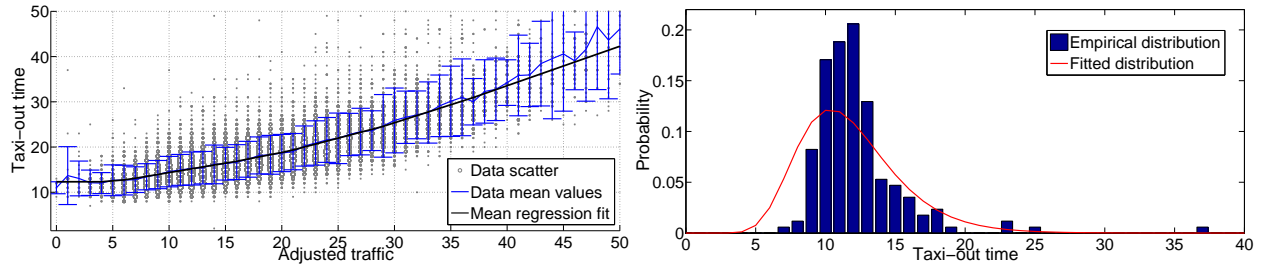 Taxi−out time
50
40
30
20
10
0 5 10 15 20 25 30 35 40 45 50
Adjusted traffic
Data scatter
Data mean values
Mean regression fit
Probability
0.2
0.15
0.1
0.05
0
0 5 10 15 20 25 30 35 40
Taxi−out time
Empirical distribution
Fitted distribution